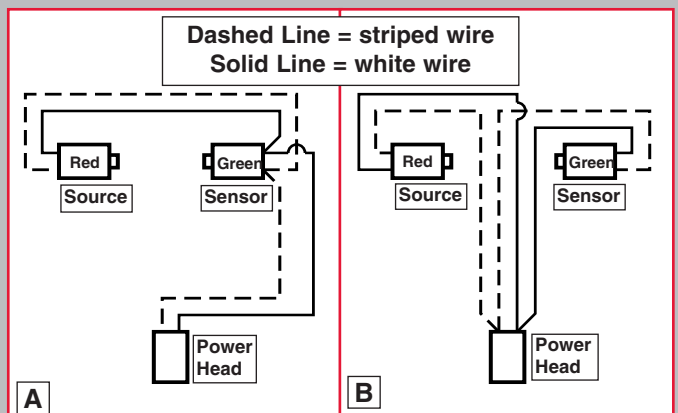 Dashed Line = striped wire
Solid Line = white wire
Red
Green
Source
Sensor
Power
Head
A
Red
Green
Source
Sensor
Power
Head
B